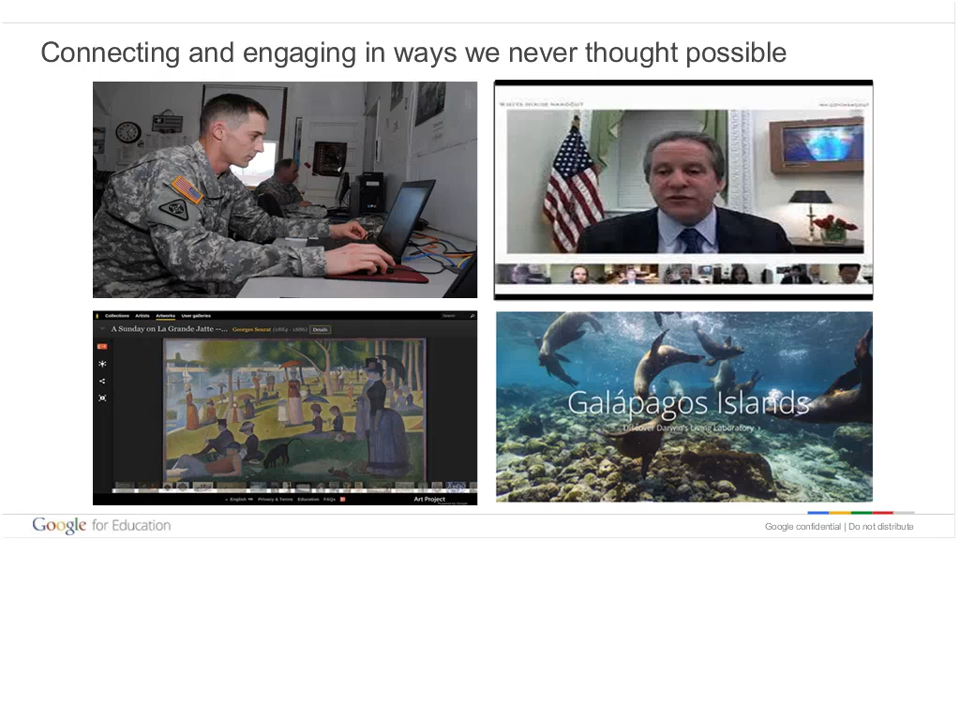 Connecting and engaging in ways we never thought possible
WHITE HOUSE HANGOUT
Collections Artists Artworks User galleries
Search
A Sunday on La Grande Jatte --... Georges Seurat (1884 - 1886) Details
English Privacy & Terms Education FAQs
Art Project
Galápagos Islands
Discover Darwin's Living Laboratory ›
Google for Education
Google confidential | Do not distribute